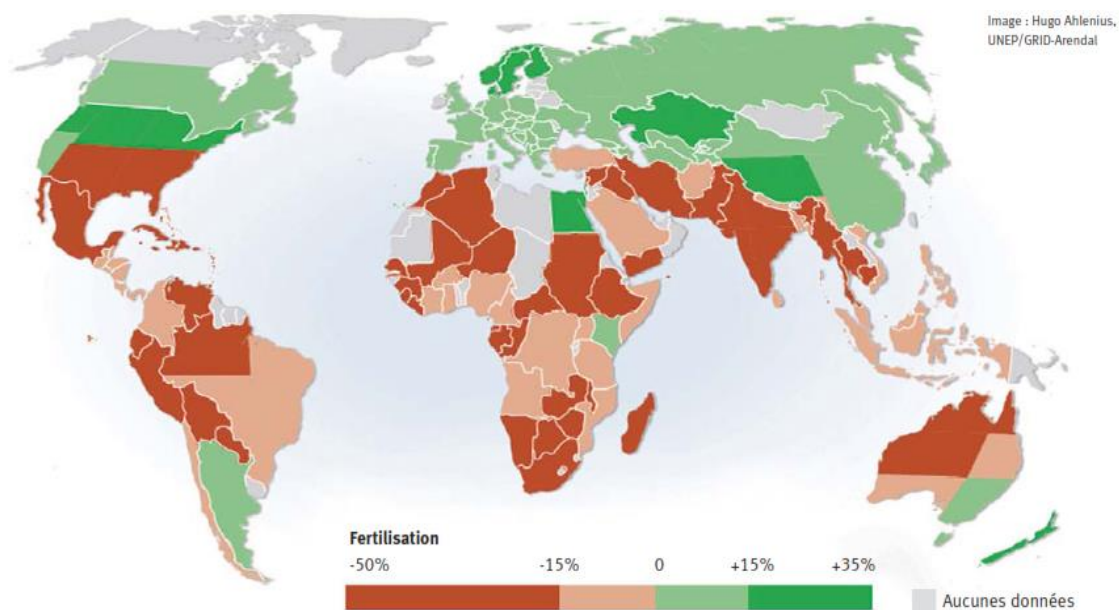 Image : Hugo Ahlenius,
UNEP/GRID-Arendal
Fertilisation
-50% -15% 0 +15% +35%
Aucunes données